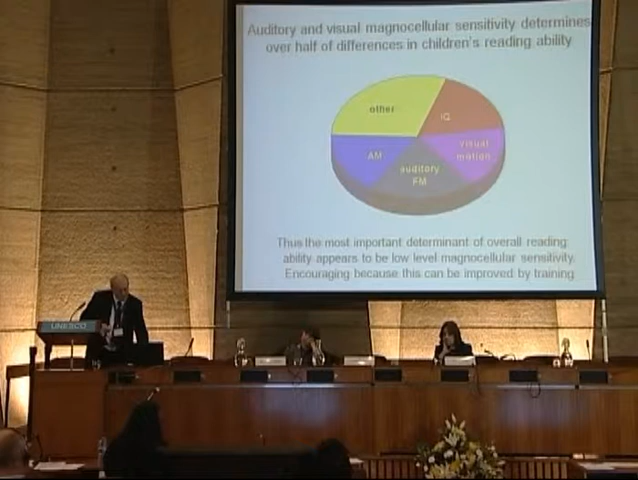 Auditory and visual magnocellular sensitivity determines
over half of differences in children's reading ability
other
IQ
visual
motion
AM
auditory
FM
Thus the most important determinant of overall reading
ability appears to be low level magnocellular sensitivity.
Encouraging because this can be improved by training
UNESCO